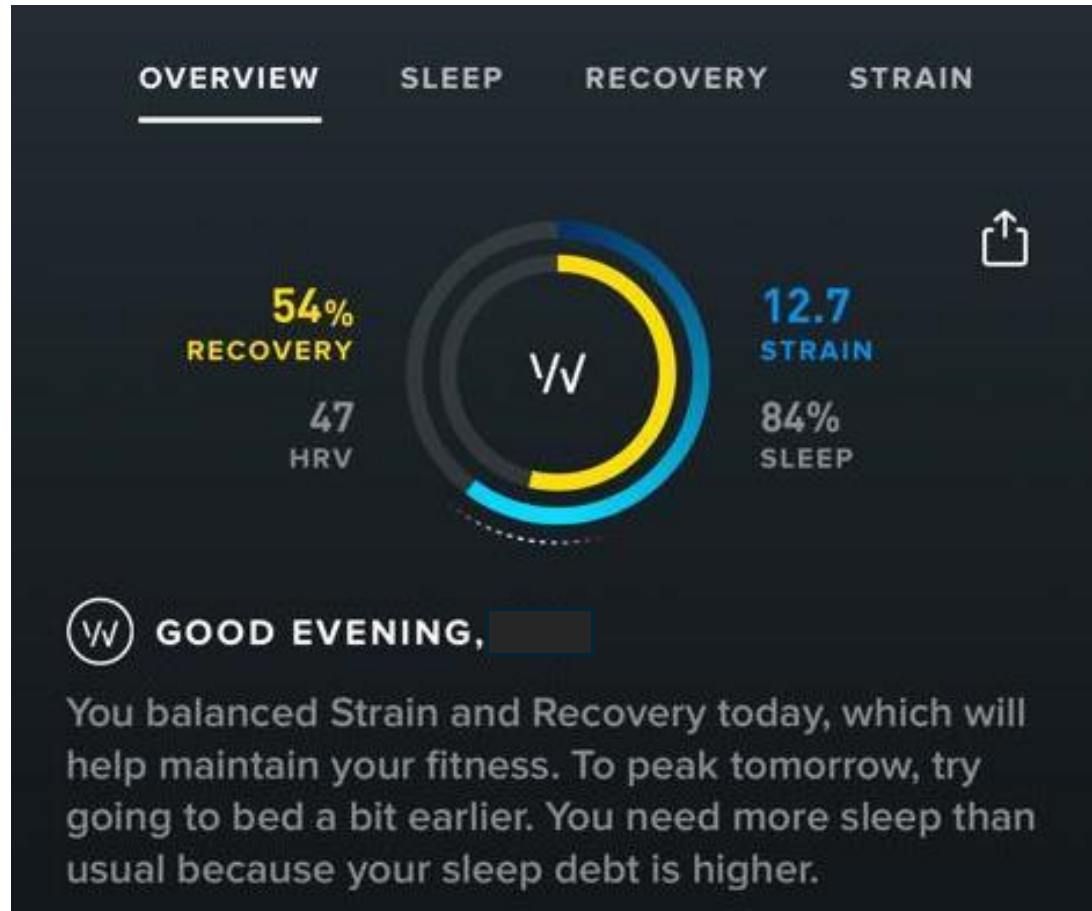 OVERVIEW SLEEP RECOVERY STRAIN
54%
RECOVERY
47
HRV
12.7
STRAIN
84%
SLEEP
GOOD EVENING,
You balanced Strain and Recovery today, which will
help maintain your fitness. To peak tomorrow, try
going to bed a bit earlier. You need more sleep than
usual because your sleep debt is higher.